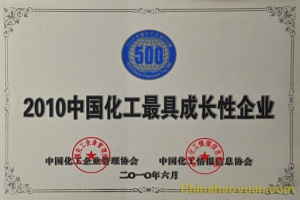 500
2010中国化工最具成长性企业
中国化工企业管理协会 中国化工情报信息协会
二〇一〇年六月
Chinahaoyuan.com